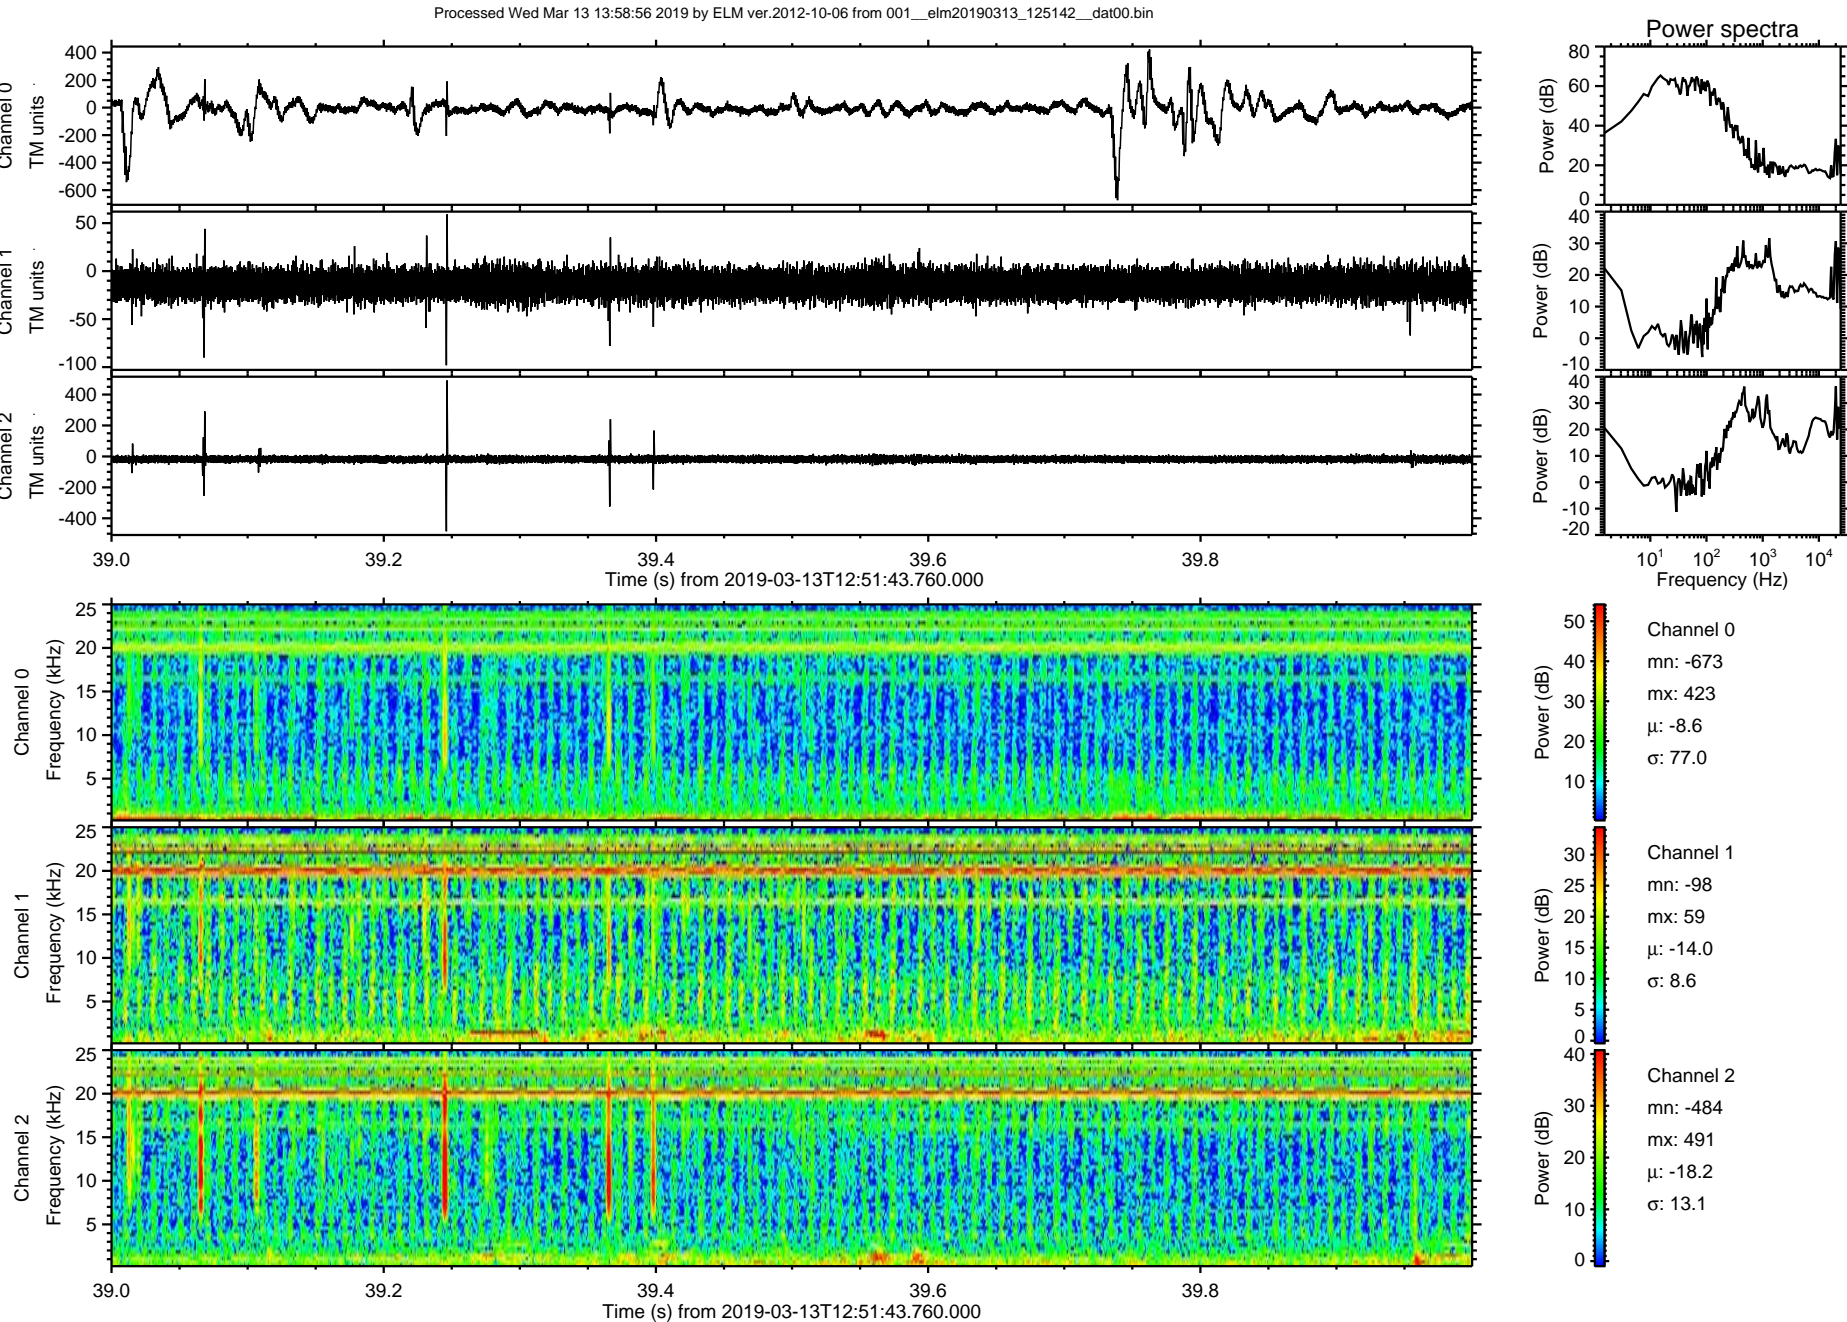 Processed Wed Mar 13 13:58:56 2019 by ELM ver.2012-10-06 from 001__elm20190313_125142__dat00.bin
Power spectra
Channel 0
TM units
400
200
0
-200
-400
-600
Power (dB)
80
60
40
20
0
Channel 1
TM units
50
0
-50
-100
Power (dB)
40
30
20
10
0
-10
Channel 2
TM units
400
200
0
-200
-400
Power (dB)
40
30
20
10
0
-10
-20
39.0 39.2 39.4 39.6 39.8
Time (s) from 2019-03-13T12:51:43.760.000
10¹ 10² 10³ 10⁴
Frequency (Hz)
Channel 0
Frequency (kHz)
25
20
15
10
5
Power (dB)
50
40
30
20
10
Channel 0
mn: -673
mx: 423
μ: -8.6
σ: 77.0
Channel 1
Frequency (kHz)
25
20
15
10
5
Power (dB)
30
25
20
15
10
5
0
Channel 1
mn: -98
mx: 59
μ: -14.0
σ: 8.6
Channel 2
Frequency (kHz)
25
20
15
10
5
Power (dB)
40
30
20
10
0
Channel 2
mn: -484
mx: 491
μ: -18.2
σ: 13.1
39.0 39.2 39.4 39.6 39.8
Time (s) from 2019-03-13T12:51:43.760.000